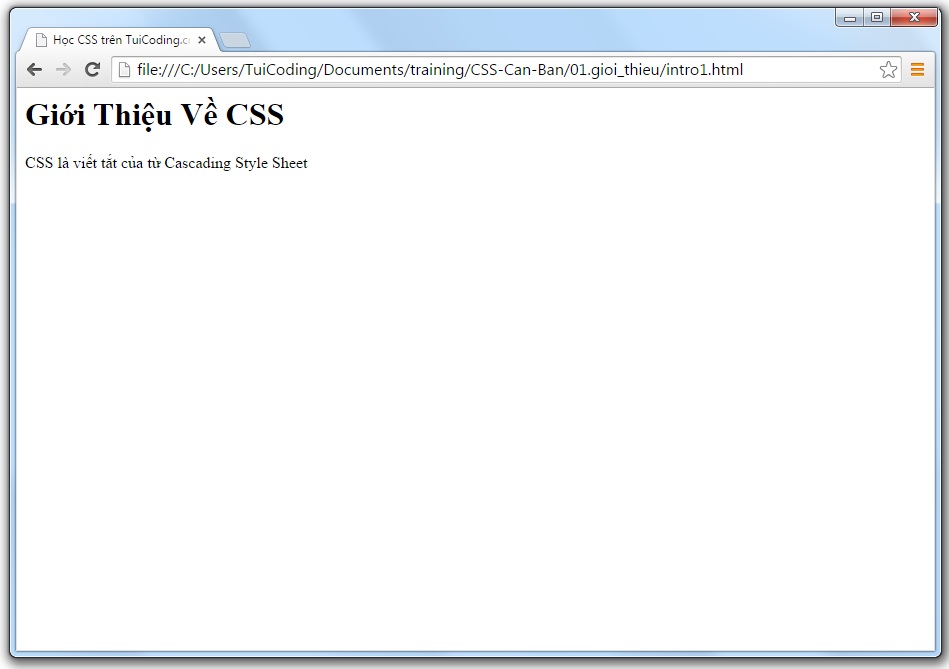 Học CSS trên TuiCoding.c
file:///C:/Users/TuiCoding/Documents/training/CSS-Can-Ban/01.gioi_thieu/intro1.html
Giới Thiệu Về CSS
CSS là viết tắt của từ Cascading Style Sheet